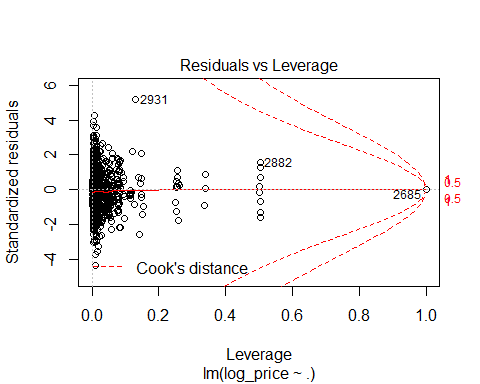 Residuals vs Leverage
Standardized residuals
6
4
2
0
-2
-4
2931
2882
2685
1
0.5
0.5
1
Cook's distance
0.0 0.2 0.4 0.6 0.8 1.0
Leverage
lm(log_price ~ .)